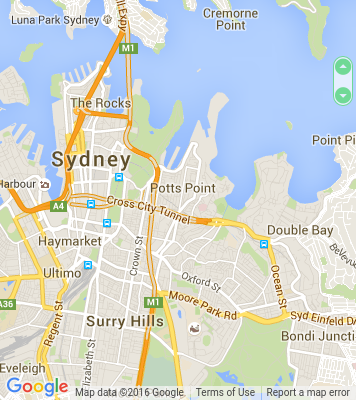 Luna Park Sydney
Cremorne
Point
Expy
M1
The Rocks
Point Pi
Sydney
Harbour
Potts Point
A4
Cross City Tunnel
Haymarket
Double Bay
Crown St
Ultimo
Oxford St
Ocean St
A36
M1
Moore Park Rd
Regent St
Surry Hills
Syd Einfeld
Bondi Junct
Elizabeth St
Eveleigh
Google Map data ©2016 Google Terms of Use Report a map error